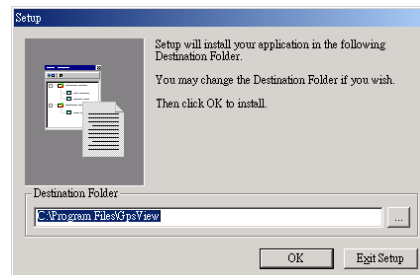 Setup
Setup will install your application in the following
Destination Folder.
You may change the Destination Folder if you wish.
Then click OK to install.
Destination Folder
C:\Program Files\GpsView
...
OK
Exit Setup